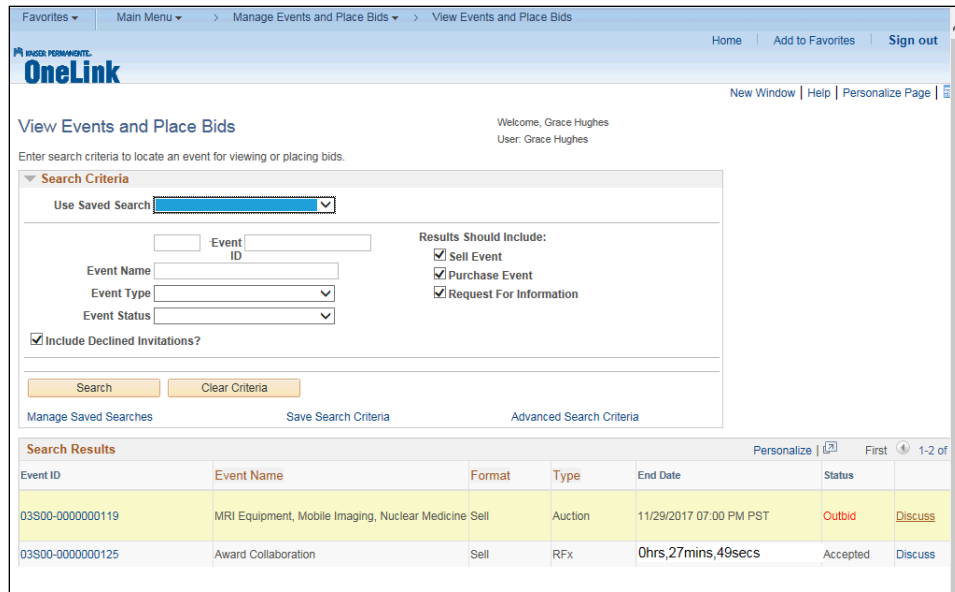 Favorites Main Menu > Manage Events and Place Bids > View Events and Place Bids
Home Add to Favorites Sign out
KAISER PERMANENTE.
OneLink
New Window | Help | Personalize Page |
View Events and Place Bids
Welcome, Grace Hughes
User: Grace Hughes
Enter search criteria to locate an event for viewing or placing bids.
Search Criteria
Use Saved Search
Event ID
Results Should Include:
Sell Event
Event Name
Purchase Event
Event Type
Request For Information
Event Status
Include Declined Invitations?
Search Clear Criteria
Manage Saved Searches Save Search Criteria Advanced Search Criteria
Search Results Personalize | First 1-2 of
Event ID Event Name Format Type End Date Status
03S00-0000000119 MRI Equipment, Mobile Imaging, Nuclear Medicine Sell Auction 11/29/2017 07:00 PM PST Outbid Discuss
03S00-0000000125 Award Collaboration Sell RFx 0hrs,27mins,49secs Accepted Discuss